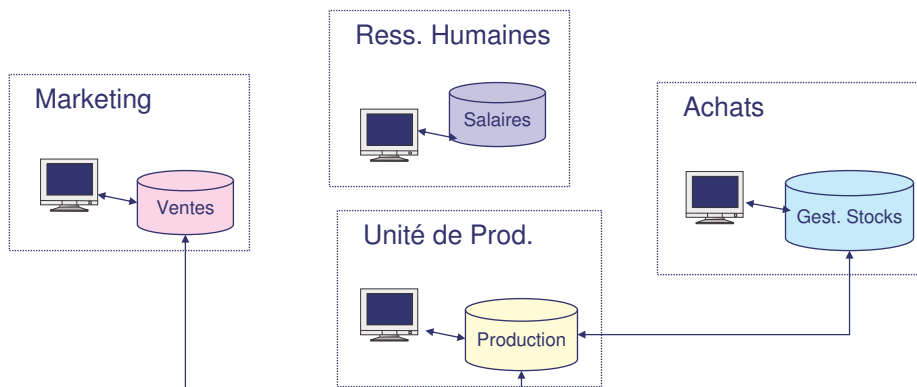 Ress. Humaines
Salaires
Marketing
Ventes
Achats
Gest. Stocks
Unité de Prod.
Production